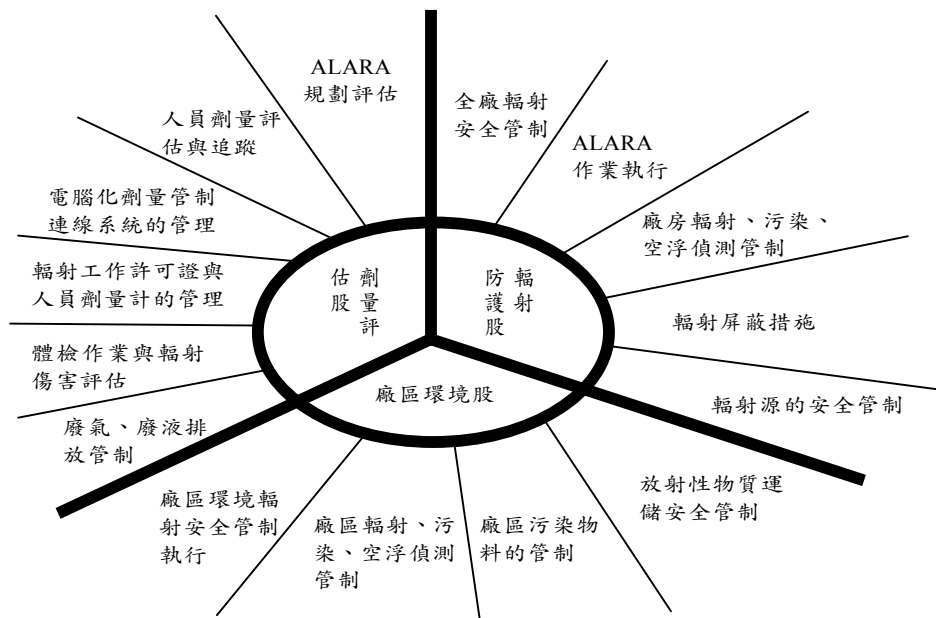 ALARA
規劃評估
全廠輻射
安全管制
人員劑量評
估與追蹤
ALARA
作業執行
電腦化劑量管制
連線系統的管理
廠房輻射、污染、
空浮偵測管制
輻射工作許可證與
人員劑量計的管理
劑量評
估股
輻射
防護股
輻射屏蔽措施
體檢作業與輻射
傷害評估
廠區環境股
輻射源的安全管制
廢氣、廢液排
放管制
放射性物質運
儲安全管制
廠區環境輻
射安全管制
執行
廠區輻射、污
染、空浮偵測
管制
廠區污染物
料的管制